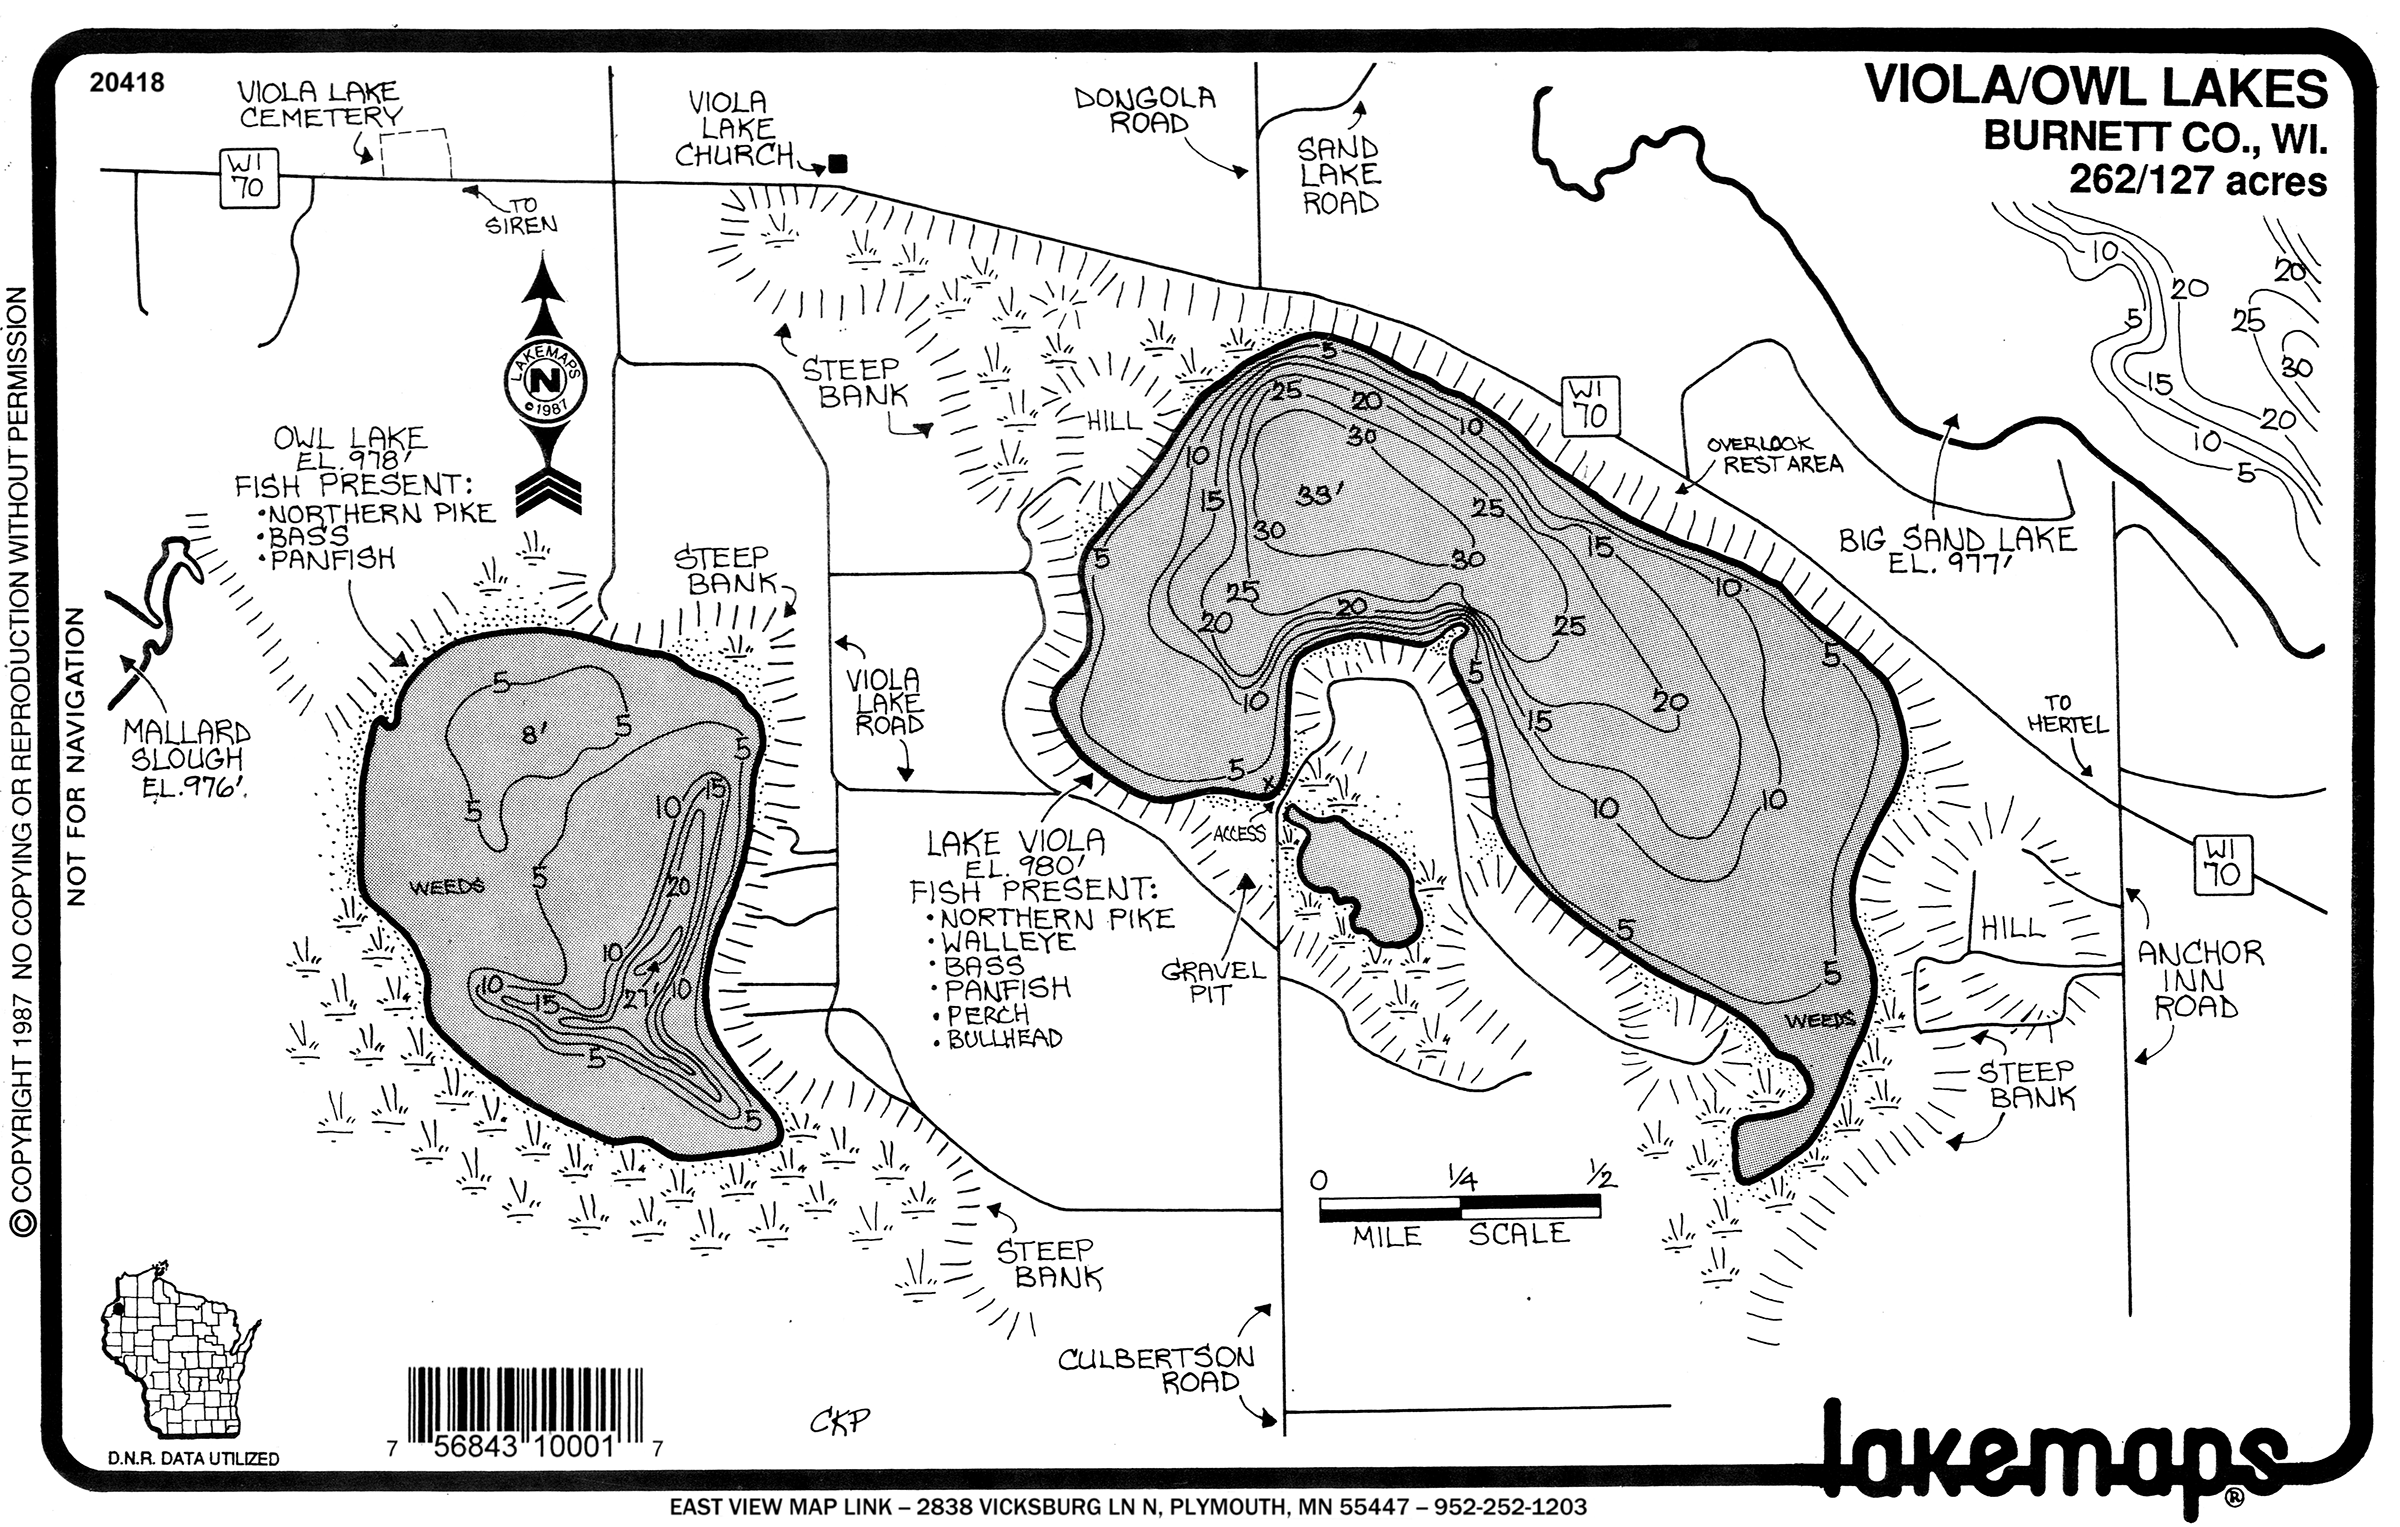 20418
VIOLA/OWL LAKES
BURNETT CO., WI.
262/127 acres
VIOLA LAKE
CEMETERY
WI
70
TO
SIREN
VIOLA
LAKE
CHURCH
DONGOLA
ROAD
SAND
LAKE
ROAD
10
20
5
15
20
25
30
20
10
5
LAKEMAPS
N
©1987
STEEP
BANK
HILL
WI
70
OVERLOOK
REST AREA
BIG SAND LAKE
EL. 977'
OWL LAKE
EL. 978'
FISH PRESENT:
•NORTHERN PIKE
•BASS
•PANFISH
STEEP
BANK
MALLARD
SLOUGH
EL. 976'.
VIOLA
LAKE
ROAD
5
25
20
10
30
10
15
33'
25
30
15
5
30
10
25
20
20
25
5
5
10
15
20
5
10
10
5
5
WEEDS
5
8'
5
5
5
10
15
WEEDS
5
20
10
10
15
27'
10
5
5
ACCESS
LAKE VIOLA
EL. 980'
FISH PRESENT:
•NORTHERN PIKE
•WALLEYE
•BASS
•PANFISH
•PERCH
•BULLHEAD
GRAVEL
PIT
TO
HERTEL
WI
70
HILL
ANCHOR
INN
ROAD
STEEP
BANK
0 1/4 1/2
MILE SCALE
STEEP
BANK
CULBERTSON
ROAD
D.N.R. DATA UTILIZED
7 56843 10001 7
CKP
lakemaps®
© COPYRIGHT 1987 NO COPYING OR REPRODUCTION WITHOUT PERMISSION
NOT FOR NAVIGATION
EAST VIEW MAP LINK – 2838 VICKSBURG LN N, PLYMOUTH, MN 55447 – 952-252-1203